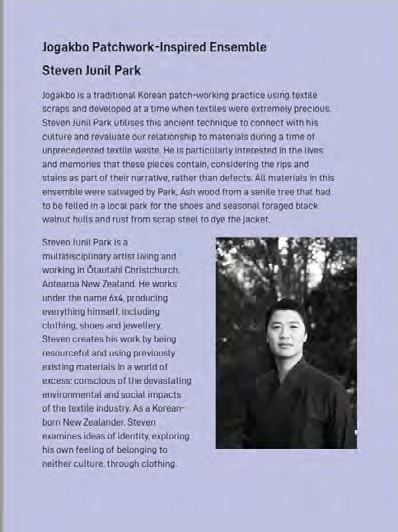 Jogakbo Patchwork-Inspired Ensemble
Steven Junil Park
Jogakbo is a traditional Korean patch-working practice using textile
scraps and developed at a time when textiles were extremely precious.
Steven Junil Park utilises this ancient technique to connect with his
culture and revaluate our relationship to materials during a time of
unprecedented textile waste. He is particularly interested in the lives
and memories that these pieces contain, considering the rips and
stains as part of their narrative, rather than defects. All materials in this
ensemble were salvaged by Park, Ash wood from a senile tree that had
to be felled in a local park for the shoes and seasonal foraged black
walnut hulls and rust from scrap steel to dye the jacket.
Steven Junil Park is a
multidisciplinary artist living and
working in Ōtautahi Christchurch,
Aotearoa New Zealand. He works
under the name 6x4, producing
everything himself, including
clothing, shoes and jewellery.
Steven creates his work by being
resourceful and using previously
existing materials in a world of
excess: conscious of the devastating
environmental and social impacts
of the textile industry. As a Korean-
born New Zealander, Steven
examines ideas of identity, exploring
his own feeling of belonging to
neither culture, through clothing.